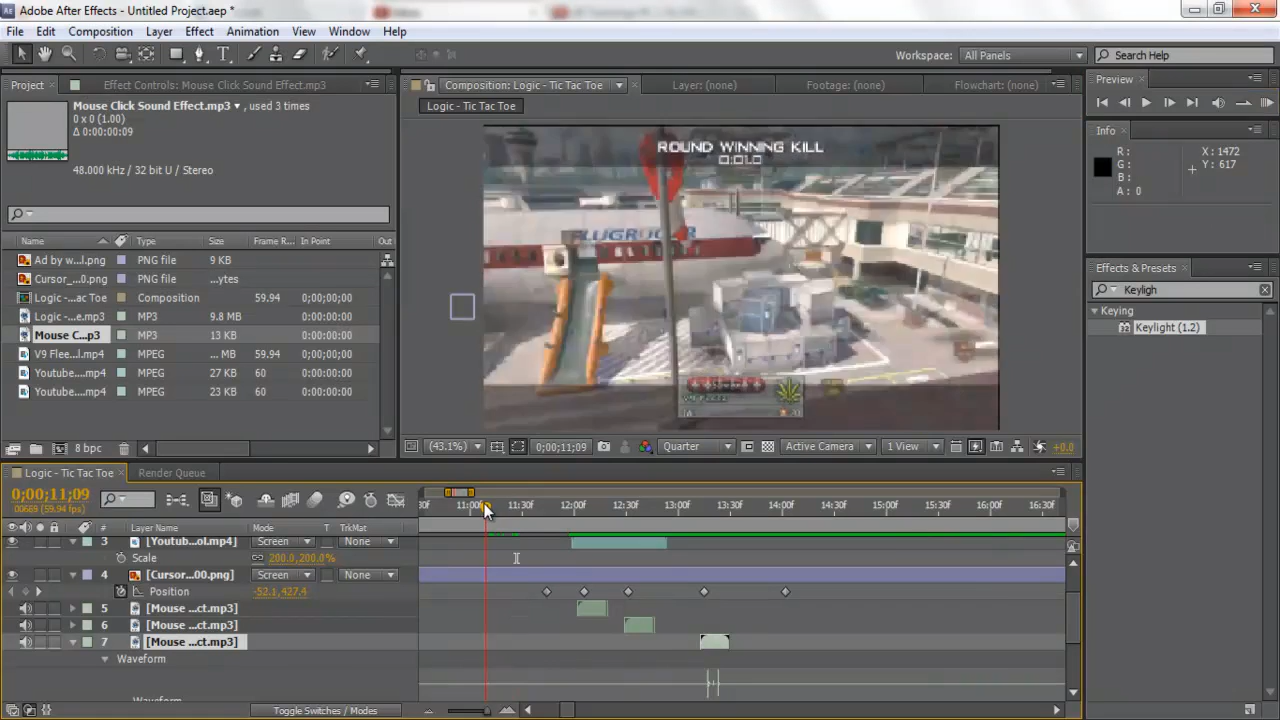 Adobe After Effects - Untitled Project.aep *
File Edit Composition Layer Effect Animation View Window Help
Workspace: All Panels Search Help
Project Effect Controls: Mouse Click Sound Effect.mp3
Composition: Logic - Tic Tac Toe Layer: (none) Footage: (none) Flowchart: (none)
Preview
Mouse Click Sound Effect.mp3 , used 3 times
0 x 0 (1.00)
Δ 0:00:00:09
48.000 kHz / 32 bit U / Stereo
Logic - Tic Tac Toe
Info
R: X: 1472
G: Y: 617
B:
A: 0
ROUND WINNING KILL
Name Type Size Frame R... In Point Out
Ad by w...l.png PNG file 9 KB
Cursor_...0.png PNG file ...ytes
Logic -...ac Toe Composition 59.94 0;00;00;00
Logic -...e.mp3 MP3 9.8 MB 0:00:00:00
Mouse C...p3 MP3 13 KB 0:00:00:00
V9 Flee...l.mp4 MPEG ... MB 59.94 0;00;00;00
Youtube....mp4 MPEG 27 KB 60 0:00:00:00
Youtube....mp4 MPEG 23 KB 60 0:00:00:00
Effects & Presets
Keyligh
Keying
Keylight (1.2)
8 bpc
(43.1%) 0;00;11;09 Quarter Active Camera 1 View +0.0
Logic - Tic Tac Toe Render Queue
0;00;11;09
00669 (59.94 fps)
30f 11:00f 11:30f 12:00f 12:30f 13:00f 13:30f 14:00f 14:30f 15:00f 15:30f 16:00f 16:30f
# Layer Name Mode T TrkMat
3 [Youtub...ol.mp4] Screen None
Scale 200.0,200.0%
4 [Cursor...00.png] Screen None
Position -52.1,427.4
5 [Mouse ...ct.mp3]
6 [Mouse ...ct.mp3]
7 [Mouse ...ct.mp3]
Waveform
Waveform
Toggle Switches / Modes